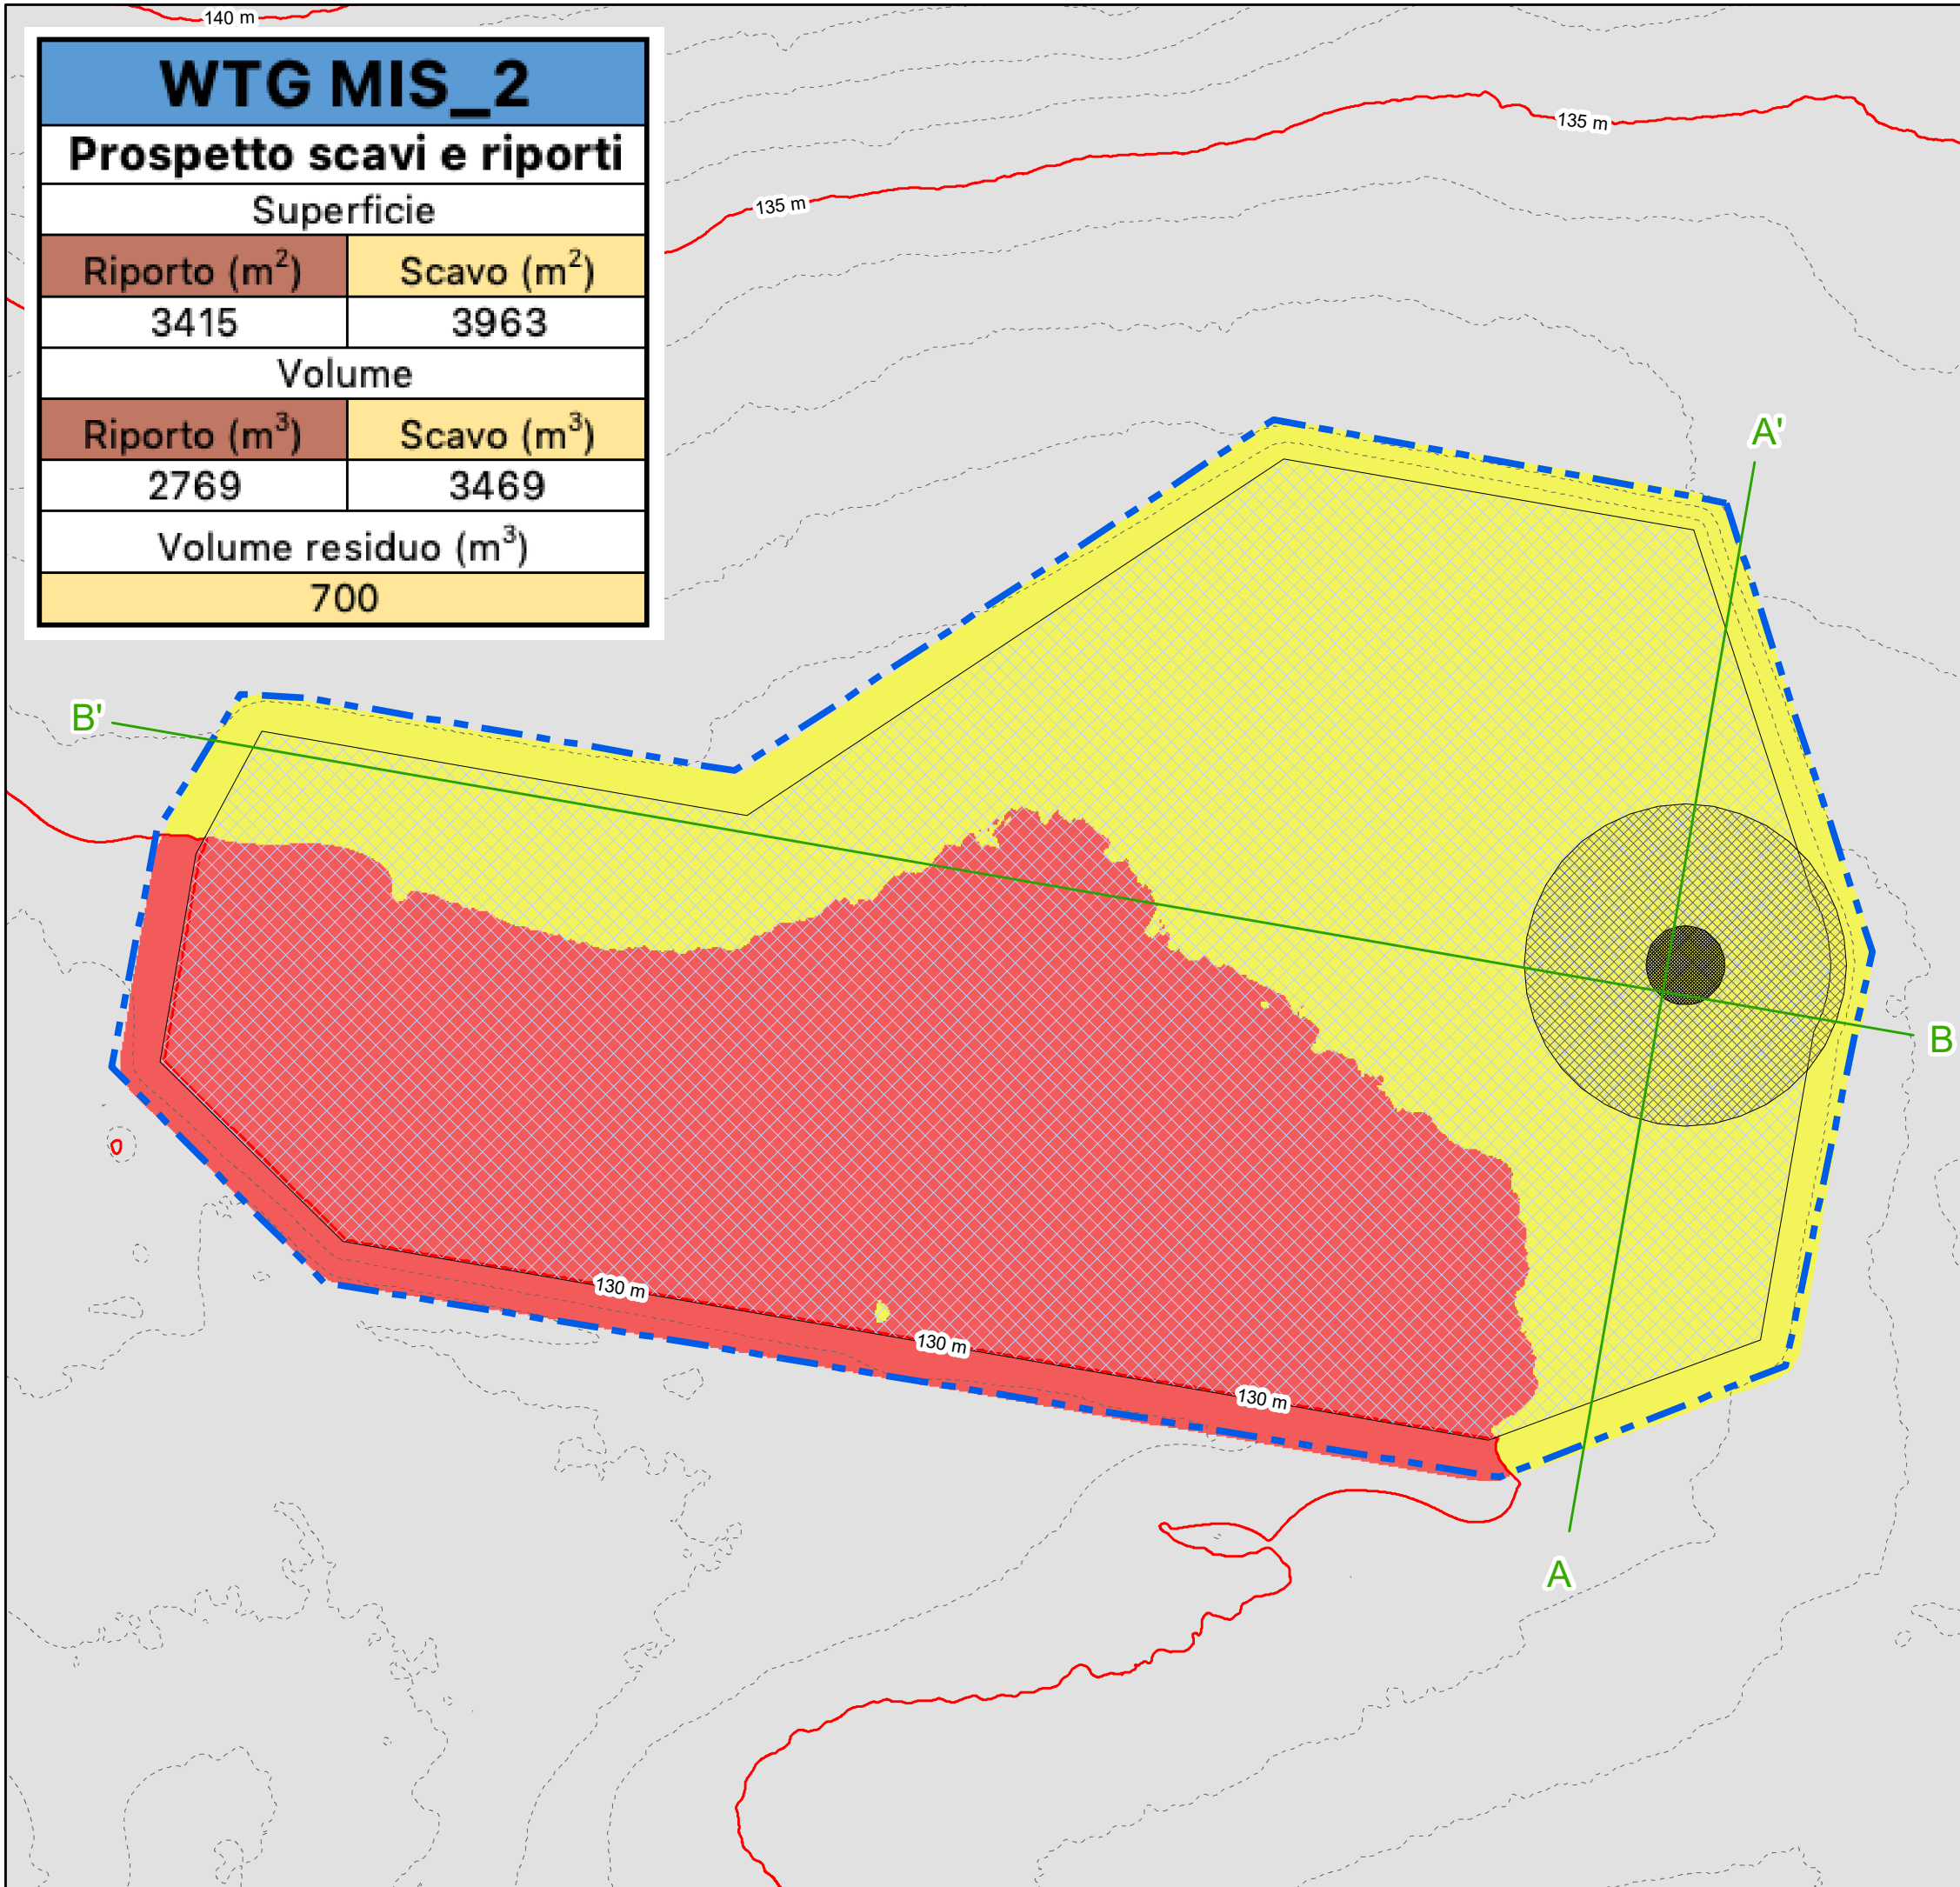 140 m
WTG MIS_2
Prospetto scavi e riporti
Superficie
Riporto (m²) Scavo (m²)
3415 3963
Volume
Riporto (m³) Scavo (m³)
2769 3469
Volume residuo (m³)
700
135 m
135 m
A'
B'
B
130 m
130 m
130 m
A